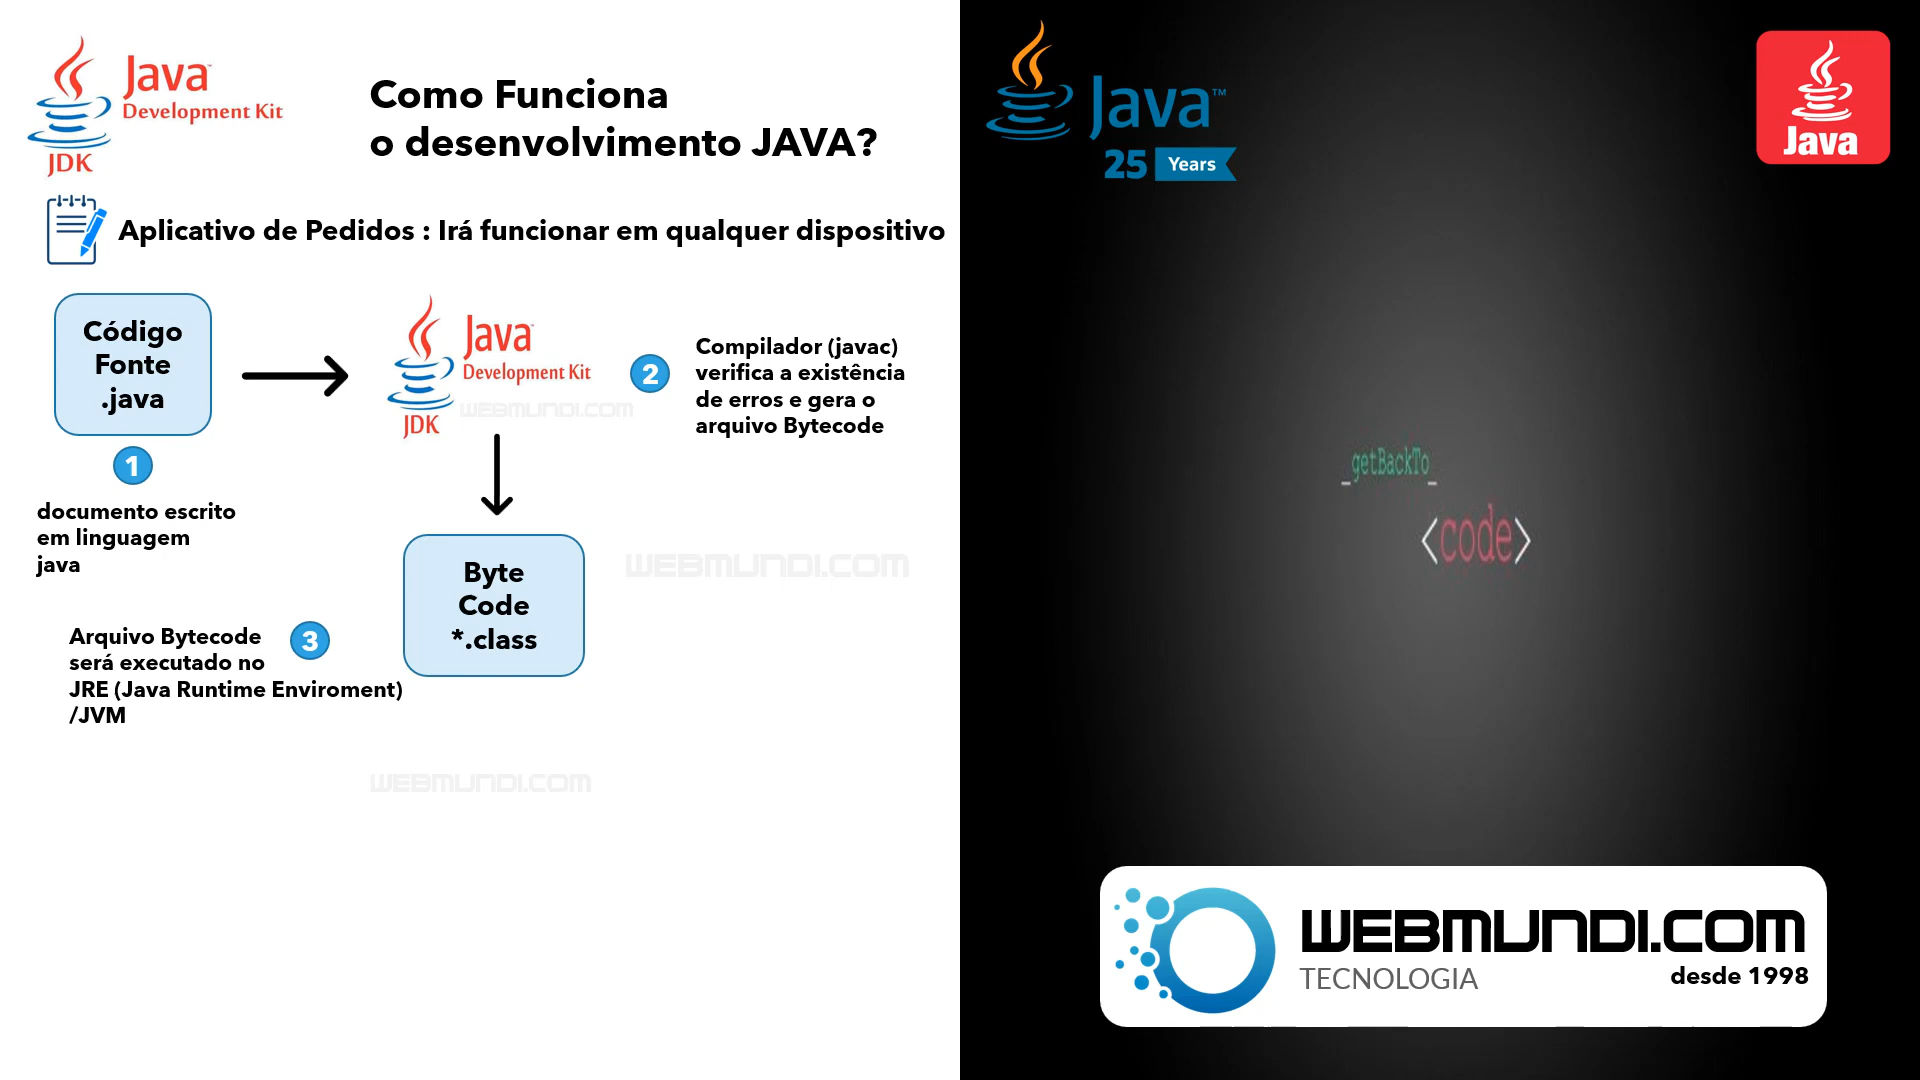 Java™
Development Kit
JDK
Como Funciona
o desenvolvimento JAVA?
Aplicativo de Pedidos : Irá funcionar em qualquer dispositivo
Código
Fonte
.java
1
documento escrito
em linguagem
java
Java™
Development Kit
JDK
WEBMUNDI.COM
2
Compilador (javac)
verifica a existência
de erros e gera o
arquivo Bytecode
Byte
Code
*.class
WEBMUNDI.COM
3
Arquivo Bytecode
será executado no
JRE (Java Runtime Enviroment)
/JVM
WEBMUNDI.COM
Java™
25 Years
Java
_getBackTo_
<code>
WEBMUNDI.COM
TECNOLOGIA
desde 1998